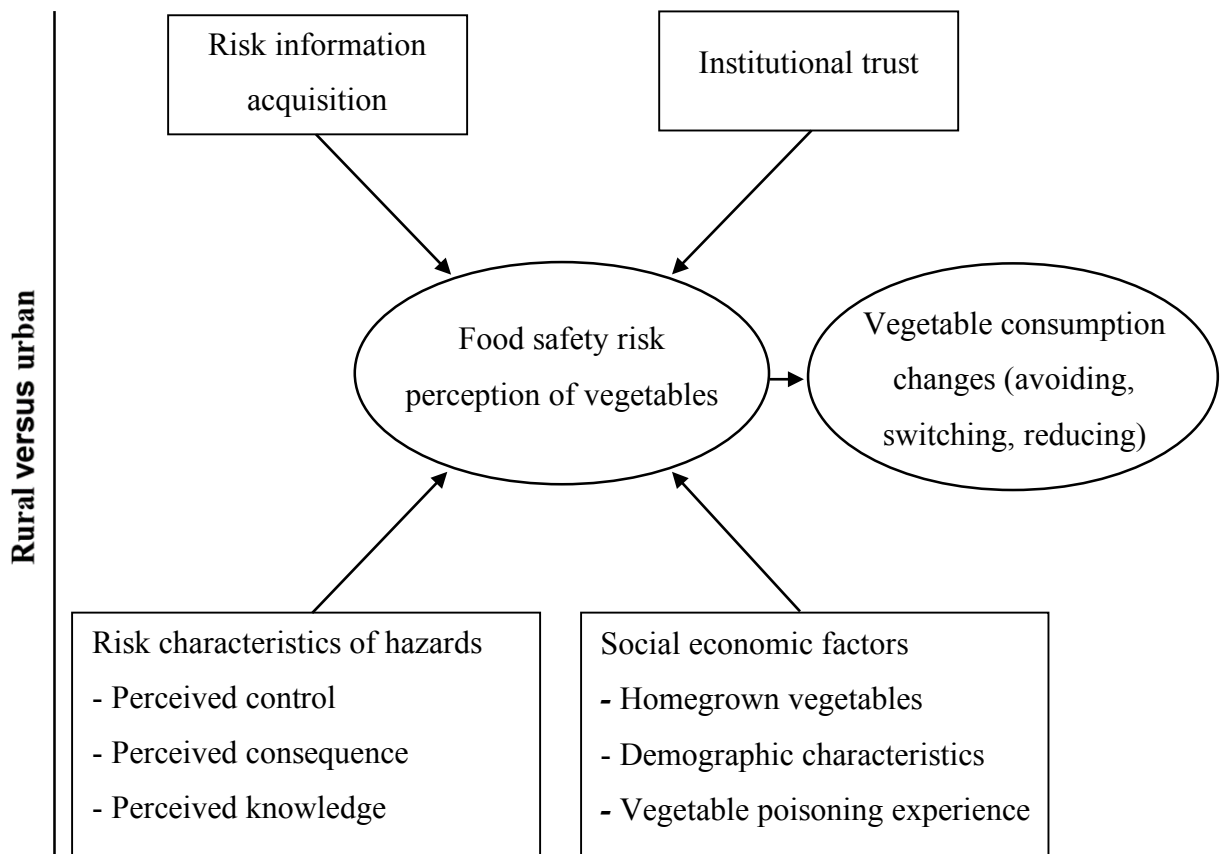 Rural versus urban
Risk information
acquisition
Institutional trust
Food safety risk
perception of vegetables
Vegetable consumption
changes (avoiding,
switching, reducing)
Risk characteristics of hazards
- Perceived control
- Perceived consequence
- Perceived knowledge
Social economic factors
- Homegrown vegetables
- Demographic characteristics
- Vegetable poisoning experience